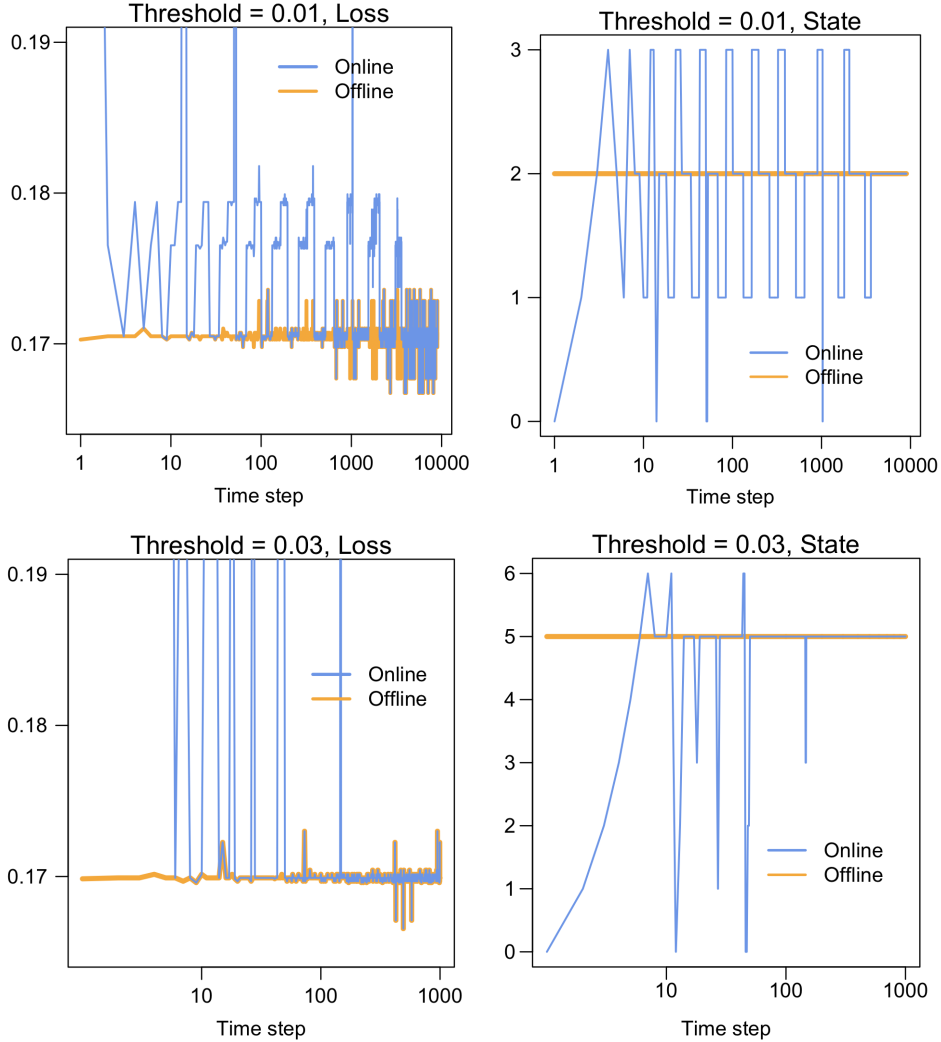 Threshold = 0.01, Loss
0.19
0.18
0.17
Online
Offline
1 10 100 1000 10000
Time step
Threshold = 0.01, State
3
2
1
0
Online
Offline
1 10 100 1000 10000
Time step
Threshold = 0.03, Loss
0.19
0.18
0.17
Online
Offline
10 100 1000
Time step
Threshold = 0.03, State
6
5
4
3
2
1
0
Online
Offline
10 100 1000
Time step